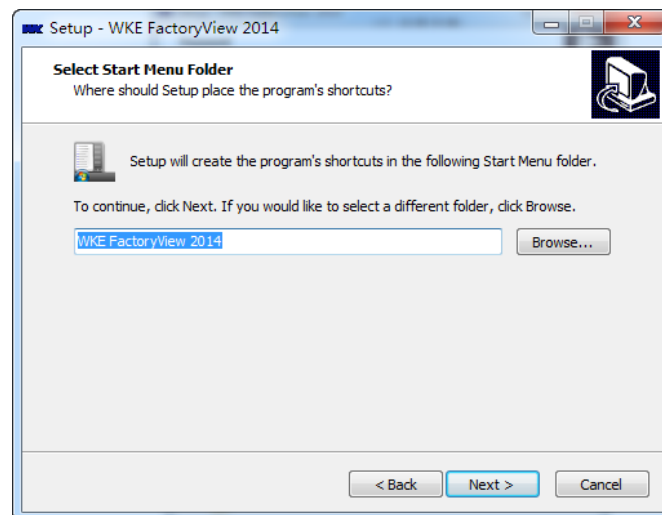 Setup - WKE FactoryView 2014
Select Start Menu Folder
Where should Setup place the program's shortcuts?
Setup will create the program's shortcuts in the following Start Menu folder.
To continue, click Next. If you would like to select a different folder, click Browse.
WKE FactoryView 2014
Browse...
< Back
Next >
Cancel